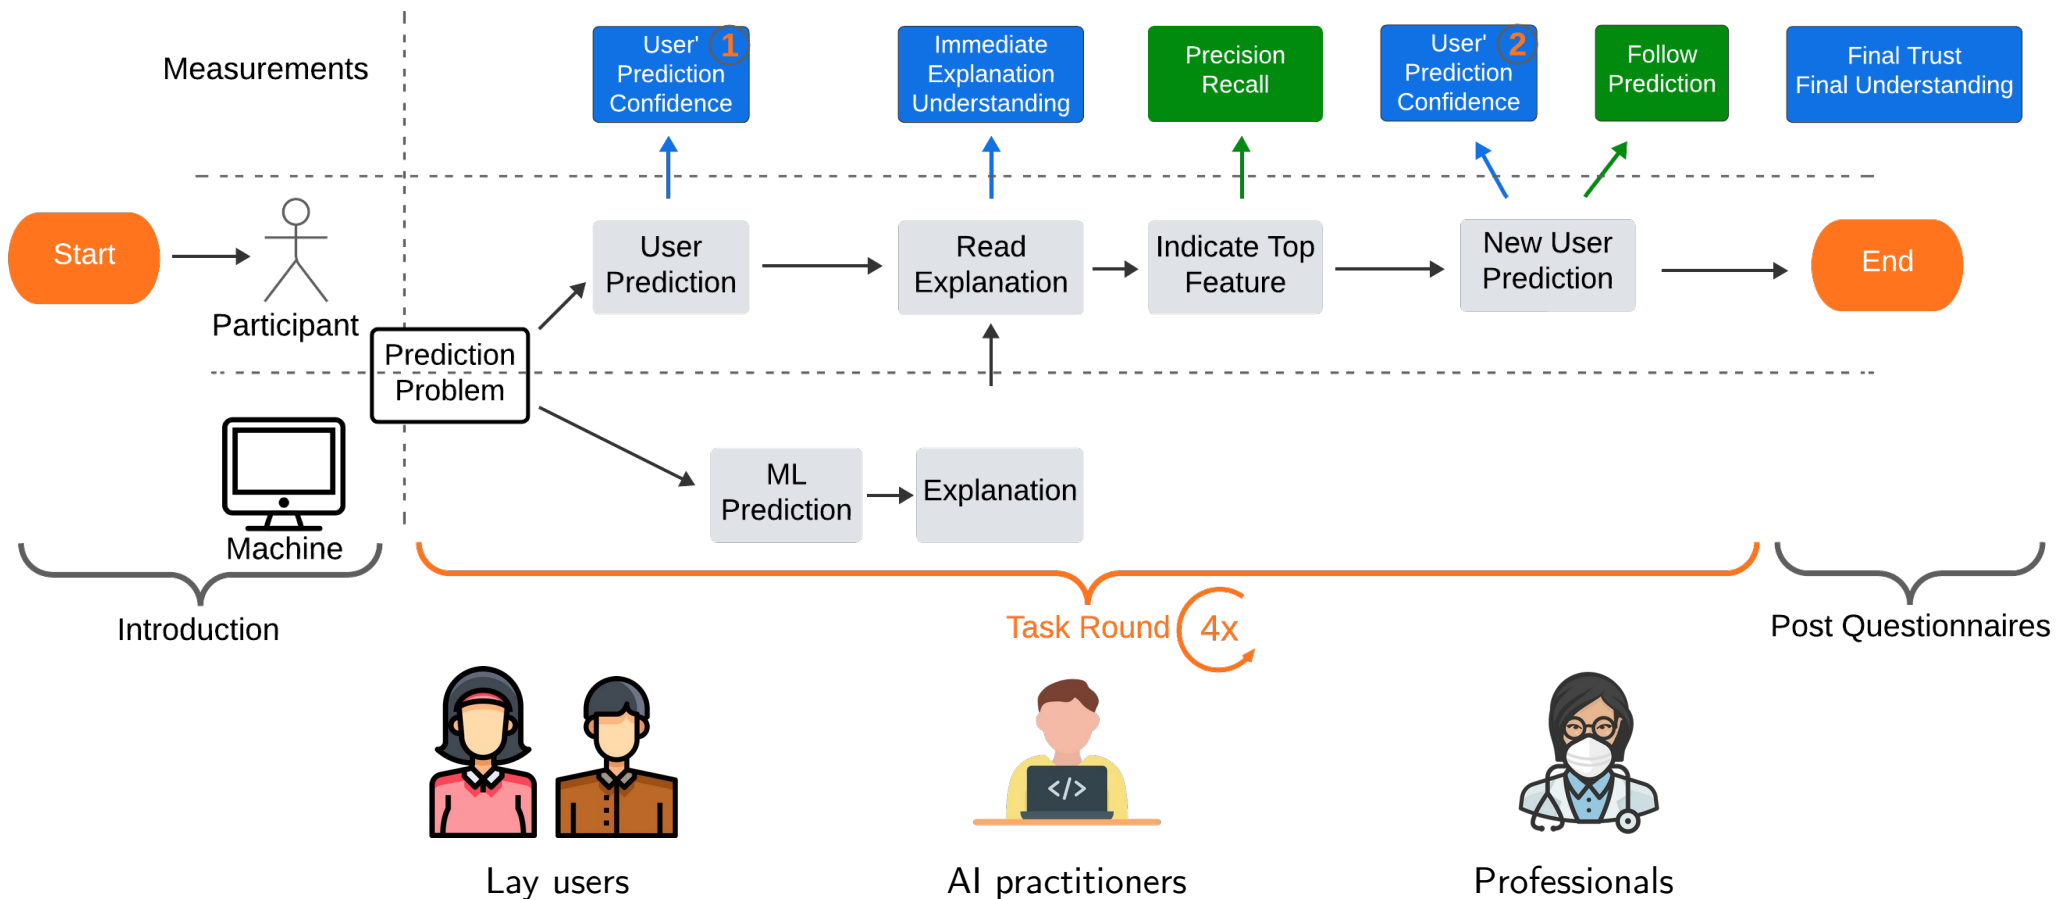 Measurements
User' 1
Prediction
Confidence
Immediate
Explanation
Understanding
Precision
Recall
User' 2
Prediction
Confidence
Follow
Prediction
Final Trust
Final Understanding
Start
Participant
User
Prediction
Read
Explanation
Indicate Top
Feature
New User
Prediction
End
Prediction
Problem
Machine
ML
Prediction
Explanation
Introduction
Task Round 4x
Post Questionnaires
</>
Lay users
AI practitioners
Professionals